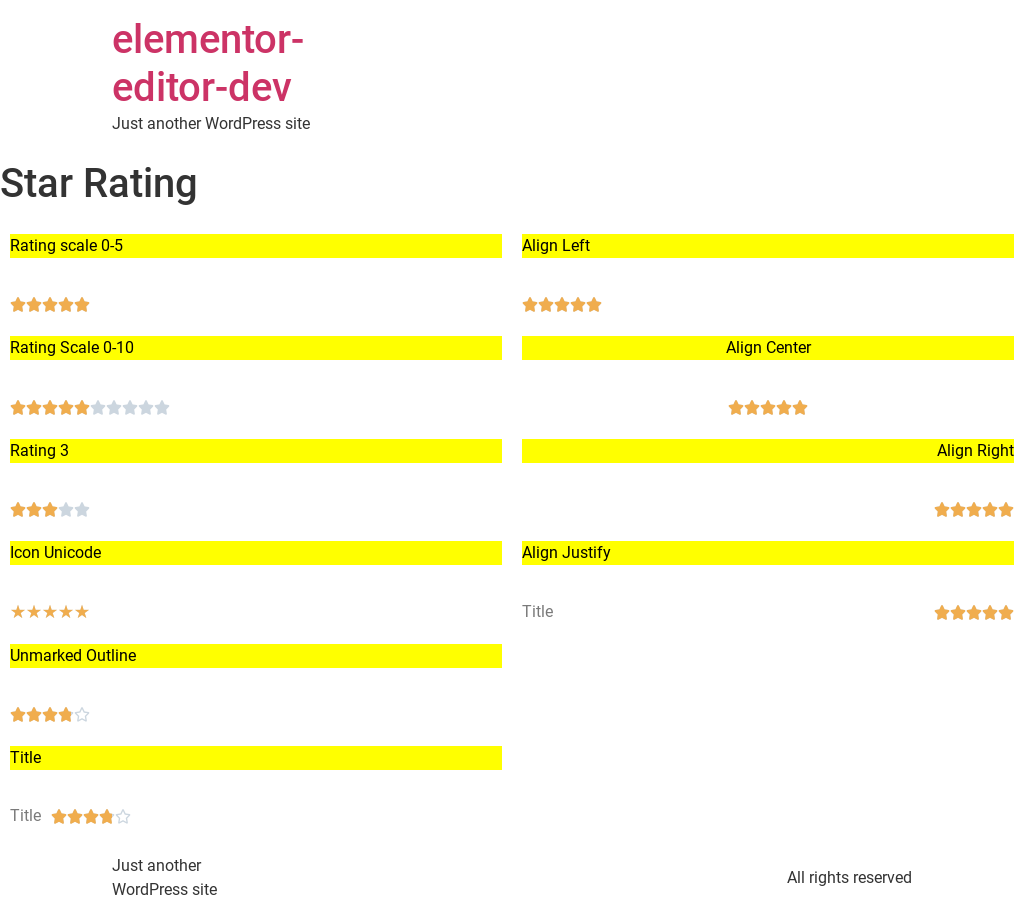 elementor-
editor-dev
Just another WordPress site
Star Rating
Rating scale 0-5
Rating Scale 0-10
Rating 3
Icon Unicode
★★★★★
Unmarked Outline
Title
Title
Align Left
Align Center
Align Right
Align Justify
Title
Just another
WordPress site
All rights reserved